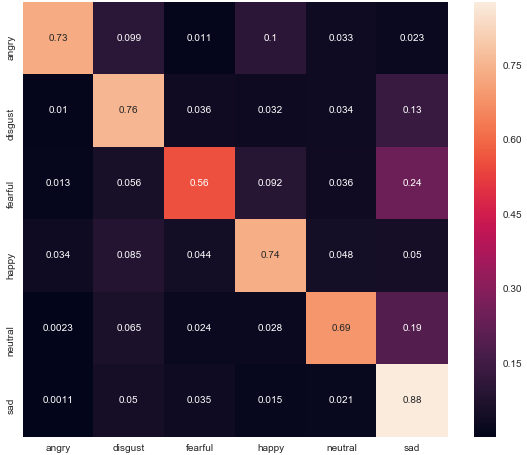 angry 0.73 0.099 0.011 0.1 0.033 0.023
disgust 0.01 0.76 0.036 0.032 0.034 0.13
fearful 0.013 0.056 0.56 0.092 0.036 0.24
happy 0.034 0.085 0.044 0.74 0.048 0.05
neutral 0.0023 0.065 0.024 0.028 0.69 0.19
sad 0.0011 0.05 0.035 0.015 0.021 0.88
angry disgust fearful happy neutral sad
0.75
0.60
0.45
0.30
0.15